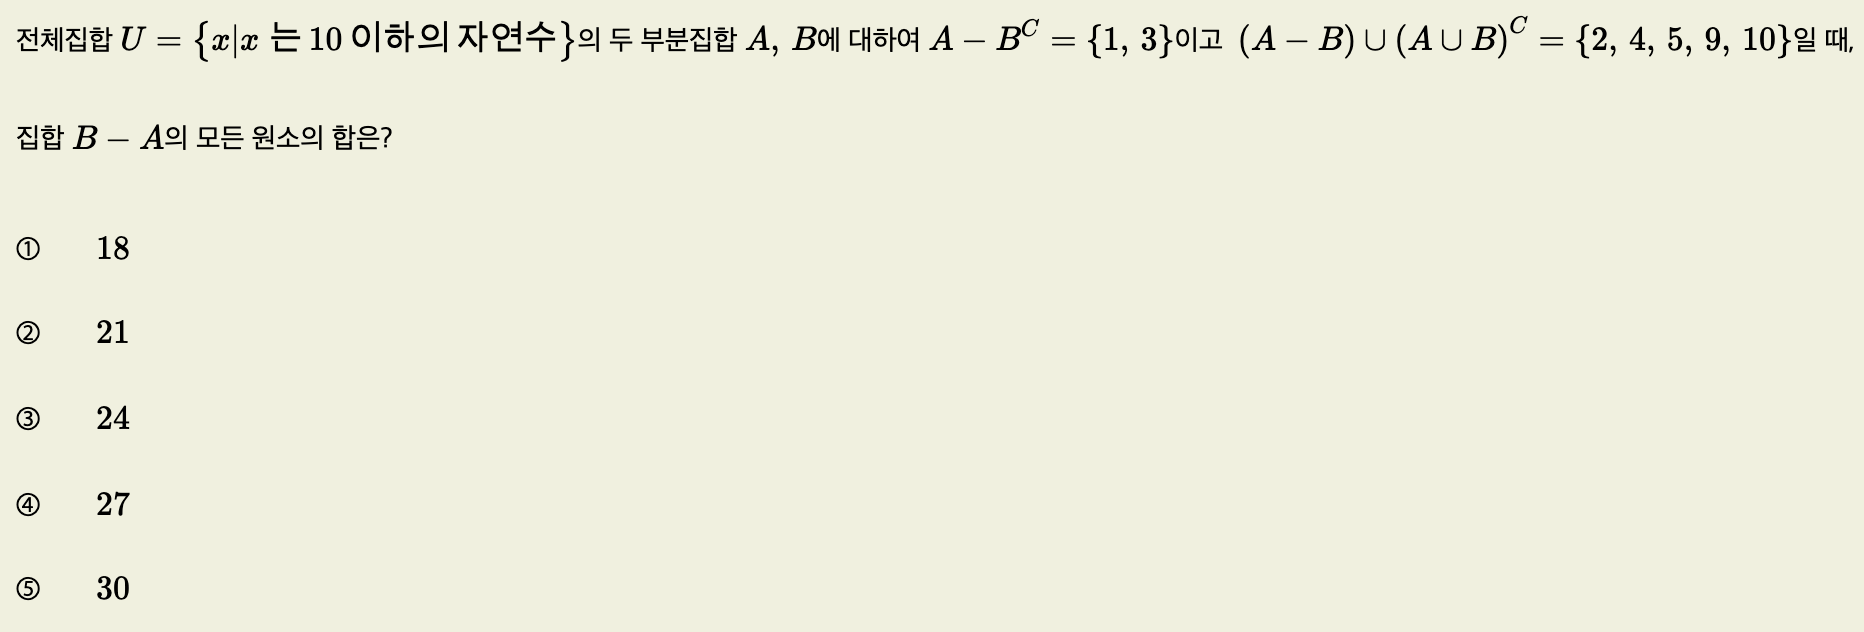 전체집합 $U = \{x|x 는 10 이하의 자연수\}$의 두 부분집합 $A, B$에 대하여 $A - B^C = \{1, 3\}$이고 $(A - B) \cup (A \cup B)^C = \{2, 4, 5, 9, 10\}$일 때,
집합 $B - A$의 모든 원소의 합은?
① 18
② 21
③ 24
④ 27
⑤ 30